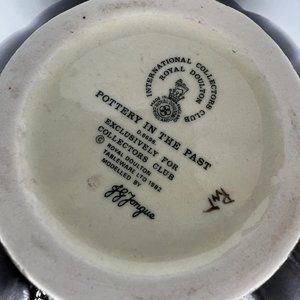 INTERNATIONAL COLLECTORS CLUB
ROYAL DOULTON
POTTERY IN THE PAST
D.6696
EXCLUSIVELY FOR
COLLECTORS CLUB
© ROYAL DOULTON
TABLEWARE LTD 1982
MODELLED BY